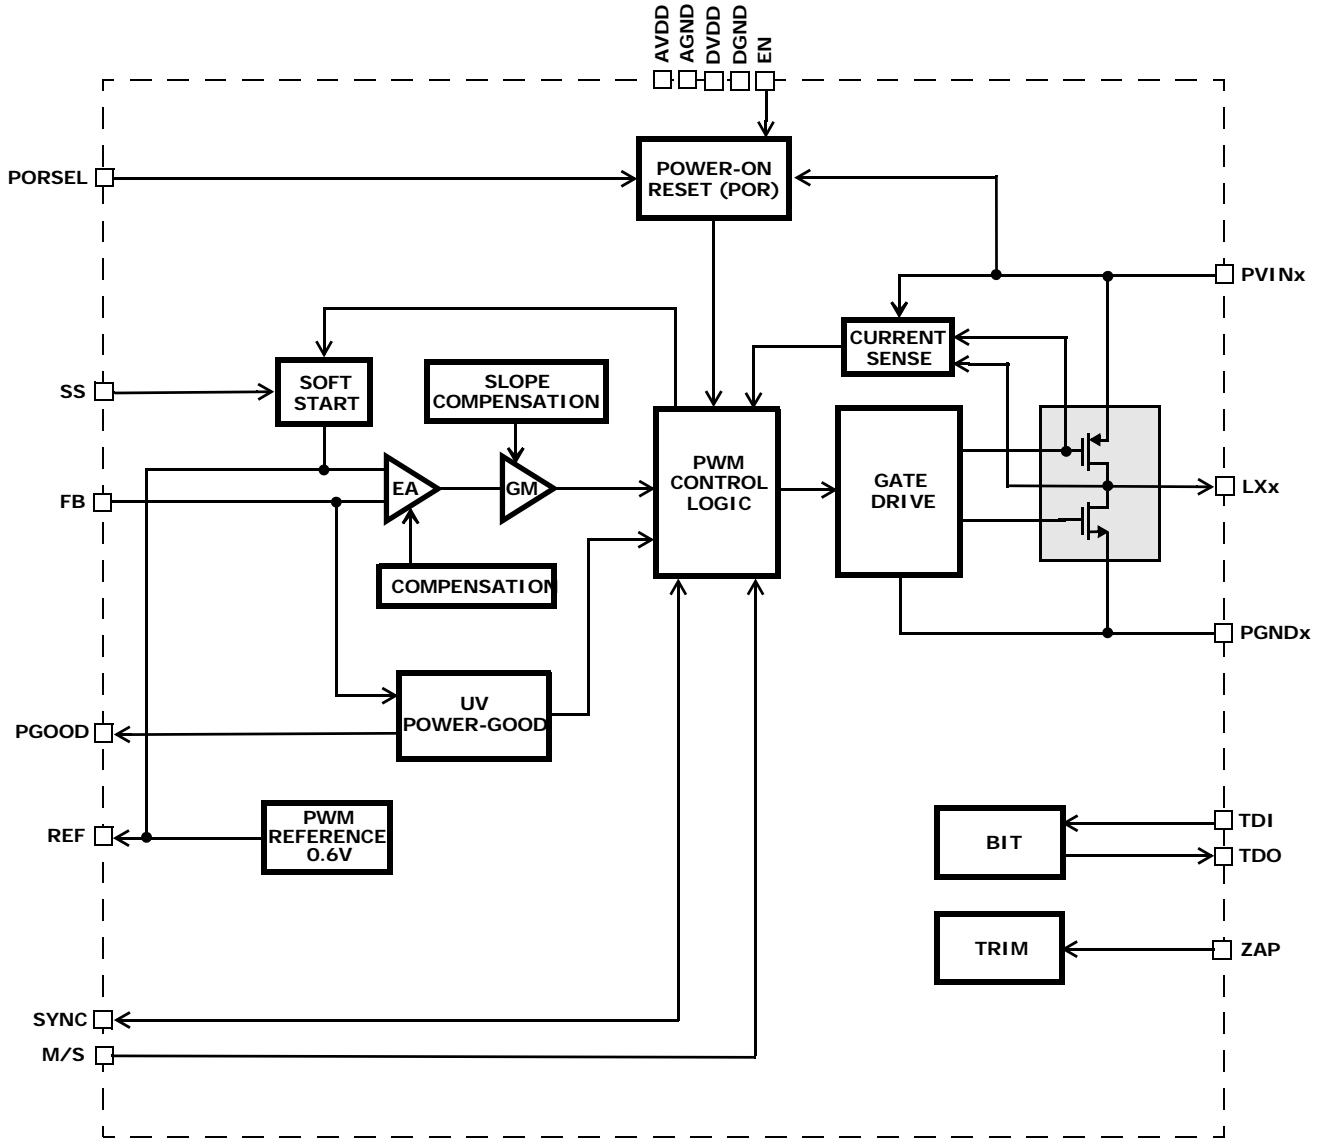 AVDD
AGND
DVDD
DGND
EN
PORSEL
POWER-ON
RESET (POR)
PVINx
CURRENT
SENSE
SS
SOFT
START
SLOPE
COMPENSATION
FB
EA
GM
PWM
CONTROL
LOGIC
GATE
DRIVE
LXx
COMPENSATION
PGNDx
UV
POWER-GOOD
PGOOD
REF
PWM
REFERENCE
0.6V
BIT
TDI
TDO
TRIM
ZAP
SYNC
M/S